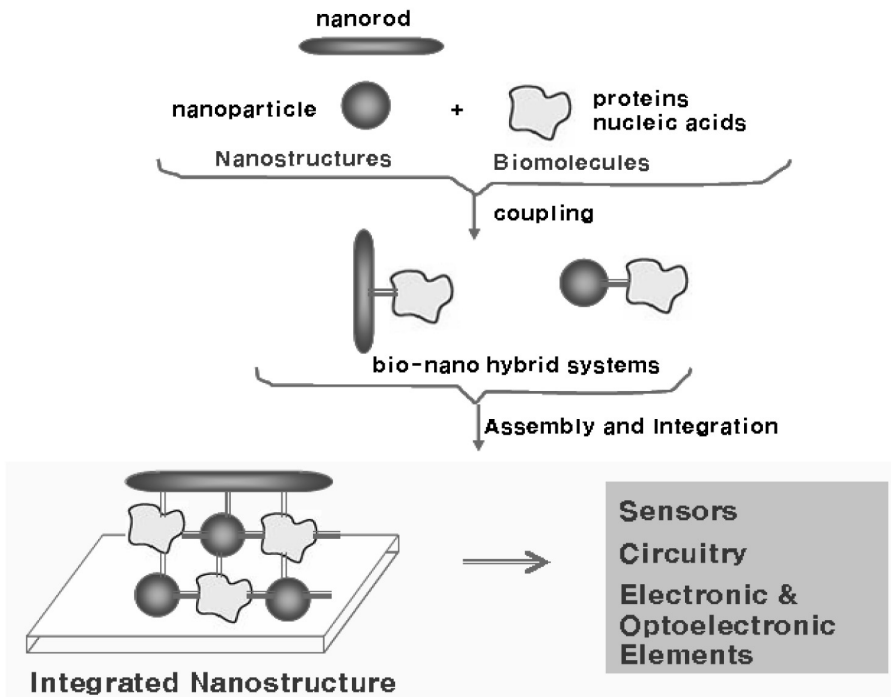 nanorod
nanoparticle + proteins
nucleic acids
Nanostructures Biomolecules
coupling
bio-nano hybrid systems
Assembly and Integration
Sensors
Circuitry
Electronic &
Optoelectronic
Elements
Integrated Nanostructure